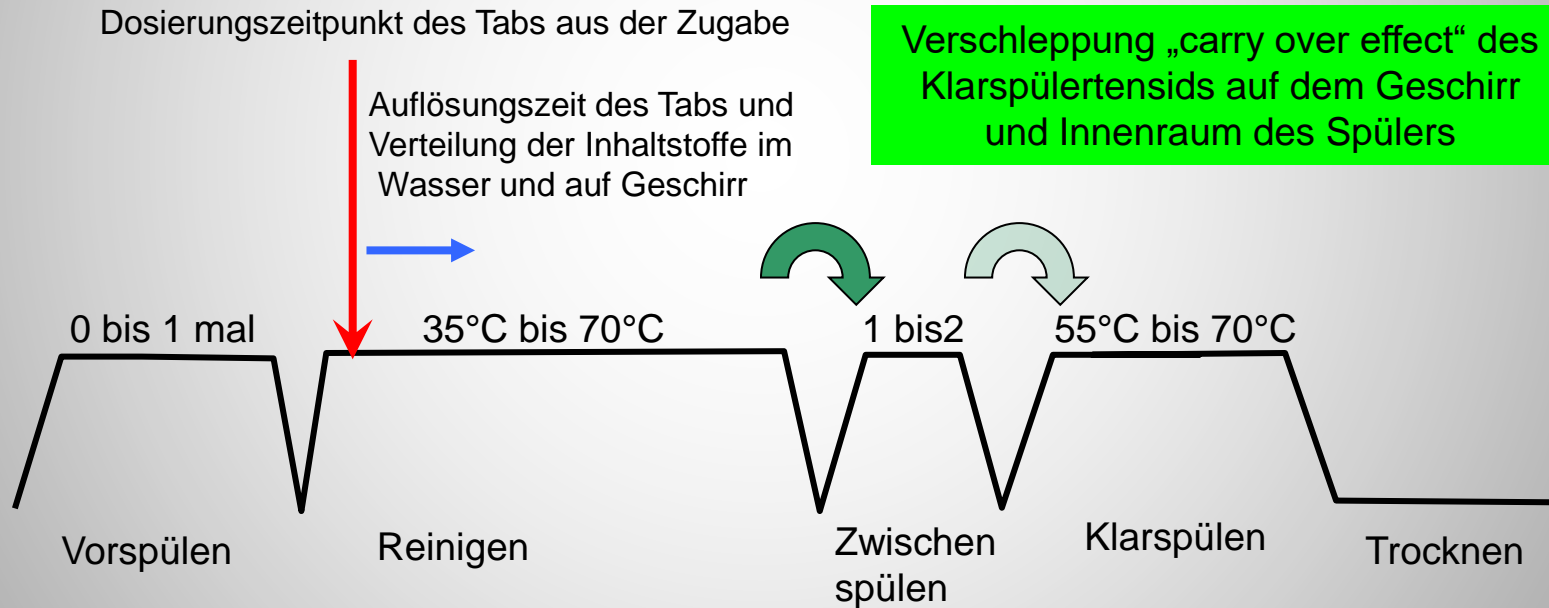 Dosierungszeitpunkt des Tabs aus der Zugabe
Verschleppung „carry over effect“ des
Klarspülertensids auf dem Geschirr
und Innenraum des Spülers
Auflösungszeit des Tabs und
Verteilung der Inhaltstoffe im
Wasser und auf Geschirr
0 bis 1 mal
35°C bis 70°C
1 bis2
55°C bis 70°C
Vorspülen
Reinigen
Zwischen
spülen
Klarspülen
Trocknen